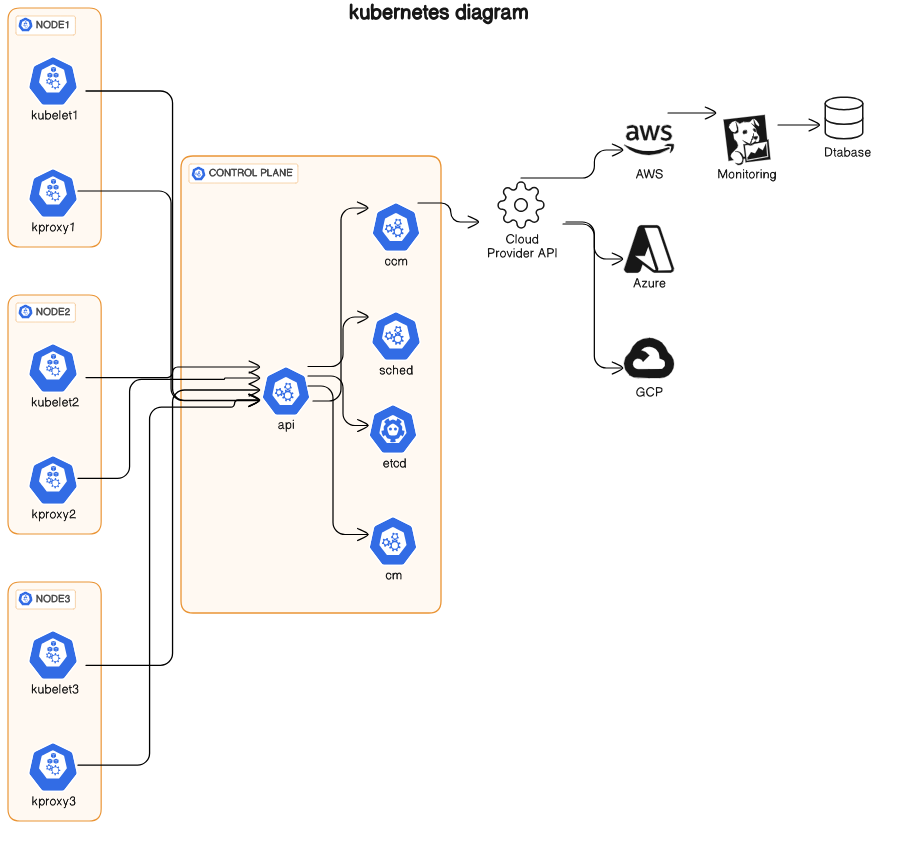 kubernetes diagram
NODE1
kubelet1
kproxy1
NODE2
kubelet2
kproxy2
NODE3
kubelet3
kproxy3
CONTROL PLANE
api
ccm
sched
etcd
cm
Cloud
Provider API
aws
AWS
Monitoring
Dtabase
Azure
GCP